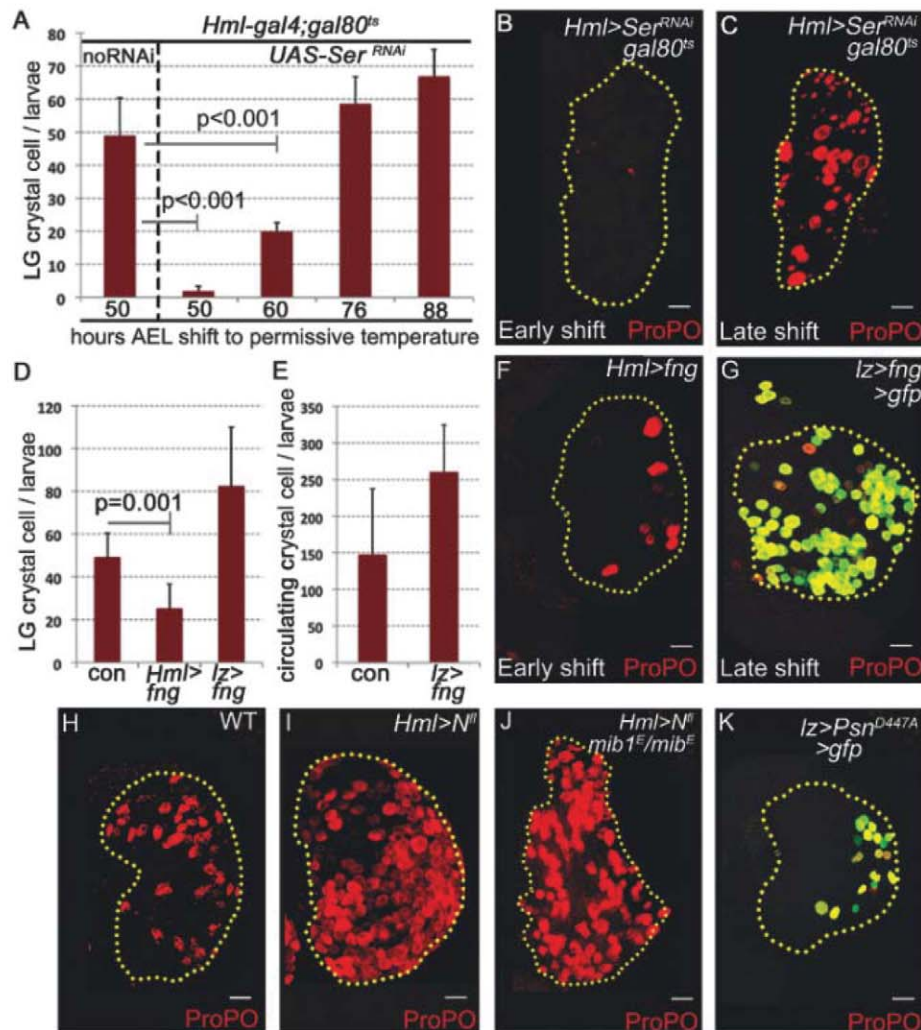 A
Hml-gal4;gal80ts
noRNAi
UAS-Ser RNAi
LG crystal cell / larvae
80
70
60
50
40
30
20
10
0
p<0.001
p<0.001
50
50
60
76
88
hours AEL shift to permissive temperature
B
Hml>SerRNAi
gal80ts
Early shift
ProPO
C
Hml>SerRNAi
gal80ts
Late shift
ProPO
D
LG crystal cell / larvae
120
100
80
60
40
20
0
p=0.001
con
Hml>
fng
lz>
fng
E
circulating crystal cell / larvae
350
300
250
200
150
100
50
0
con
lz>
fng
F
Hml>fng
Early shift
ProPO
G
lz>fng
>gfp
Late shift
ProPO
H
WT
ProPO
I
Hml>Nfl
ProPO
J
Hml>Nfl
mib1E/mibE
ProPO
K
lz>PsnD447A
>gfp
ProPO